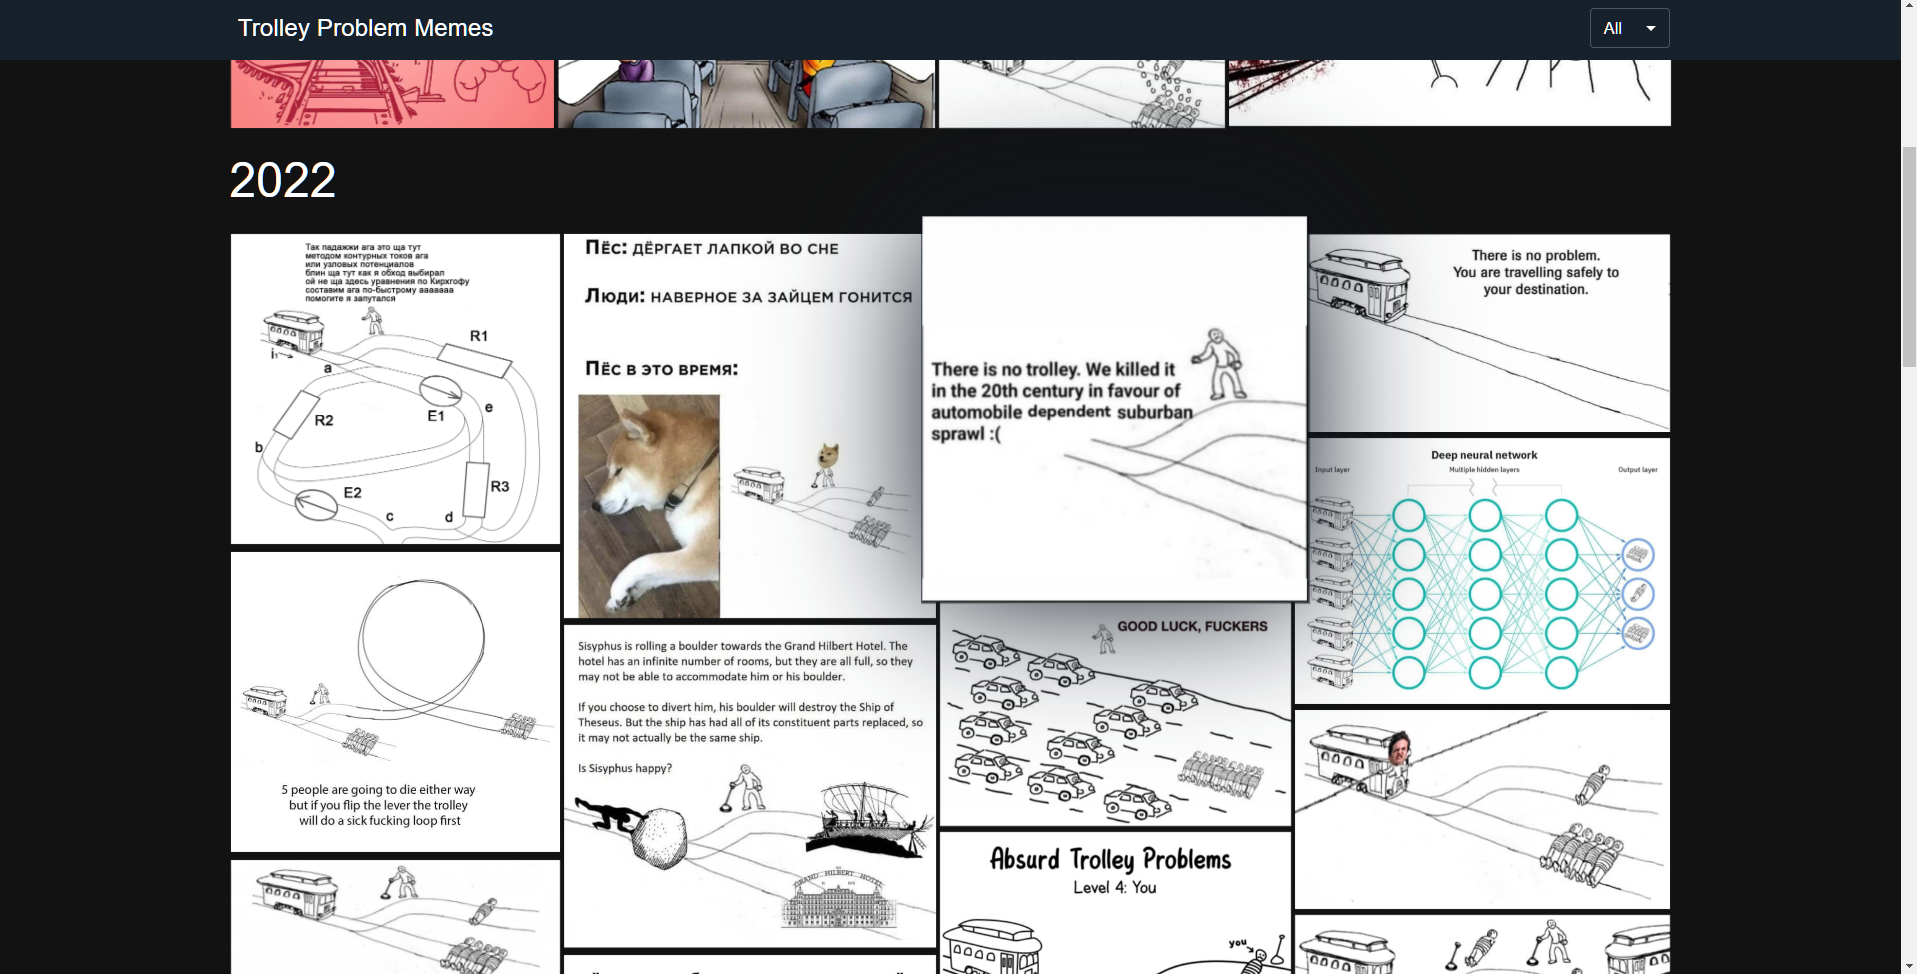 Trolley Problem Memes
All
2022
Так падажжи ага это ща тут
методом контурных токов ага
или узловых потенциалов
блин ща тут как я обход выбирал
ой не ща здесь уравнения по Кирхгофу
составим ага по-быстрому ааааааа
помогите я запутался
R1
i₁
a
R2
E1
e
b
E2
R3
c
d
Пёс: ДЁРГАЕТ ЛАПКОЙ ВО СНЕ
Люди: НАВЕРНОЕ ЗА ЗАЙЦЕМ ГОНИТСЯ
Пёс в это время:
There is no trolley. We killed it
in the 20th century in favour of
automobile dependent suburban
sprawl :(
There is no problem.
You are travelling safely to
your destination.
Deep neural network
Input layer
Multiple hidden layers
Output layer
5 people are going to die either way
but if you flip the lever the trolley
will do a sick fucking loop first
Sisyphus is rolling a boulder towards the Grand Hilbert Hotel. The
hotel has an infinite number of rooms, but they are all full, so they
may not be able to accommodate him or his boulder.
If you choose to divert him, his boulder will destroy the Ship of
Theseus. But the ship has had all of its constituent parts replaced, so
it may not actually be the same ship.
Is Sisyphus happy?
GRAND HILBERT HOTEL
GOOD LUCK, FUCKERS
Absurd Trolley Problems
Level 4: You
you